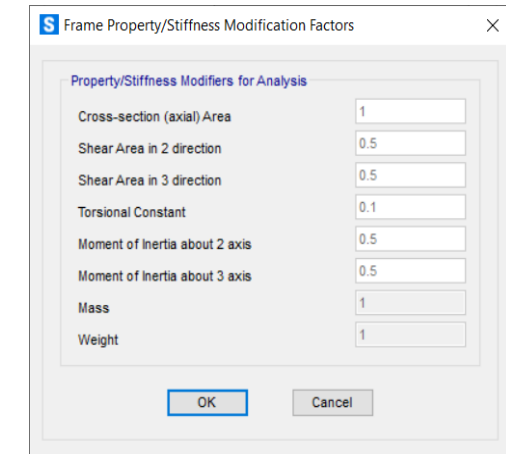 S Frame Property/Stiffness Modification Factors
Property/Stiffness Modifiers for Analysis
Cross-section (axial) Area 1
Shear Area in 2 direction 0.5
Shear Area in 3 direction 0.5
Torsional Constant 0.1
Moment of Inertia about 2 axis 0.5
Moment of Inertia about 3 axis 0.5
Mass 1
Weight 1
OK Cancel